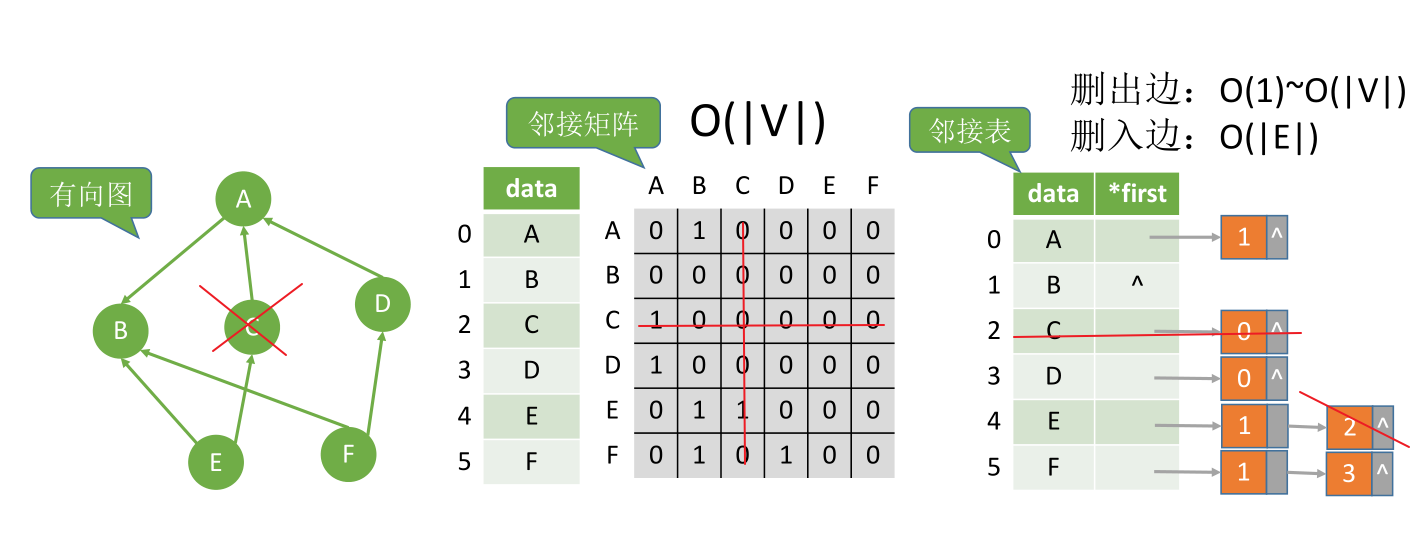 删出边：O(1)~O(|V|)
邻接矩阵 O(|V|) 邻接表 删入边：O(|E|)
有向图
A
B
C
D
E
F
data
0 A
1 B
2 C
3 D
4 E
5 F
A B C D E F
A 0 1 0 0 0 0
B 0 0 0 0 0 0
C 1 0 0 0 0 0
D 1 0 0 0 0 0
E 0 1 1 0 0 0
F 0 1 0 1 0 0
data *first
0 A 1 ^
1 B ^
2 C 0 ^
3 D 0 ^
4 E 1 2 ^
5 F 1 3 ^